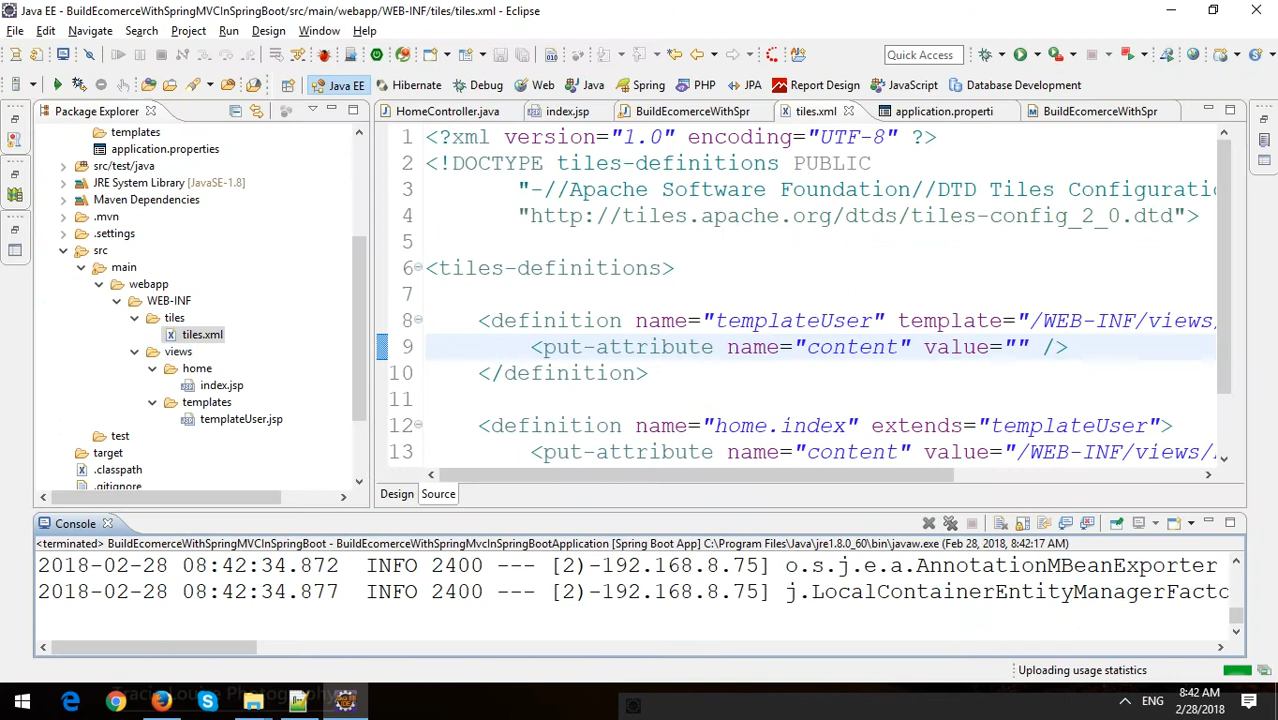 Java EE - BuildEcomerceWithSpringMVCInSpringBoot/src/main/webapp/WEB-INF/tiles/tiles.xml - Eclipse
File Edit Navigate Search Project Run Design Window Help
Quick Access
Java EE Hibernate Debug Web Java Spring PHP JPA Report Design JavaScript Database Development
Package Explorer
HomeController.java index.jsp BuildEcomerceWithSpr tiles.xml application.properti BuildEcomerceWithSpr
templates
application.properties
src/test/java
JRE System Library [JavaSE-1.8]
Maven Dependencies
.mvn
.settings
src
main
webapp
WEB-INF
tiles
tiles.xml
views
home
index.jsp
templates
templateUser.jsp
test
target
.classpath
.gitignore
1 <?xml version="1.0" encoding="UTF-8" ?>
2 <!DOCTYPE tiles-definitions PUBLIC
3 "-//Apache Software Foundation//DTD Tiles Configuratio
4 "http://tiles.apache.org/dtds/tiles-config_2_0.dtd">
5
6 <tiles-definitions>
7
8 <definition name="templateUser" template="/WEB-INF/views/
9 <put-attribute name="content" value="" />
10 </definition>
11
12 <definition name="home.index" extends="templateUser">
13 <put-attribute name="content" value="/WEB-INF/views/
Design Source
Console
<terminated> BuildEcomerceWithSpringMVCInSpringBoot - BuildEcomerceWithSpringMvcInSpringBootApplication [Spring Boot App] C:\Program Files\Java\jre1.8.0_60\bin\javaw.exe (Feb 28, 2018, 8:42:17 AM)
2018-02-28 08:42:34.872 INFO 2400 --- [2)-192.168.8.75] o.s.j.e.a.AnnotationMBeanExporter
2018-02-28 08:42:34.877 INFO 2400 --- [2)-192.168.8.75] j.LocalContainerEntityManagerFacto
Uploading usage statistics
ENG
8:42 AM
2/28/2018